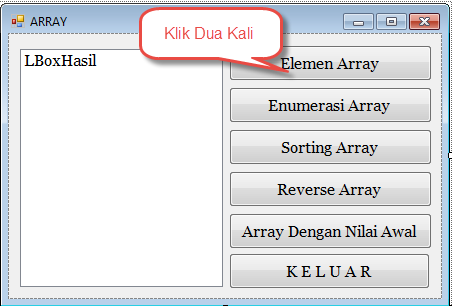 ARRAY
Klik Dua Kali
LBoxHasil
Elemen Array
Enumerasi Array
Sorting Array
Reverse Array
Array Dengan Nilai Awal
K E L U A R